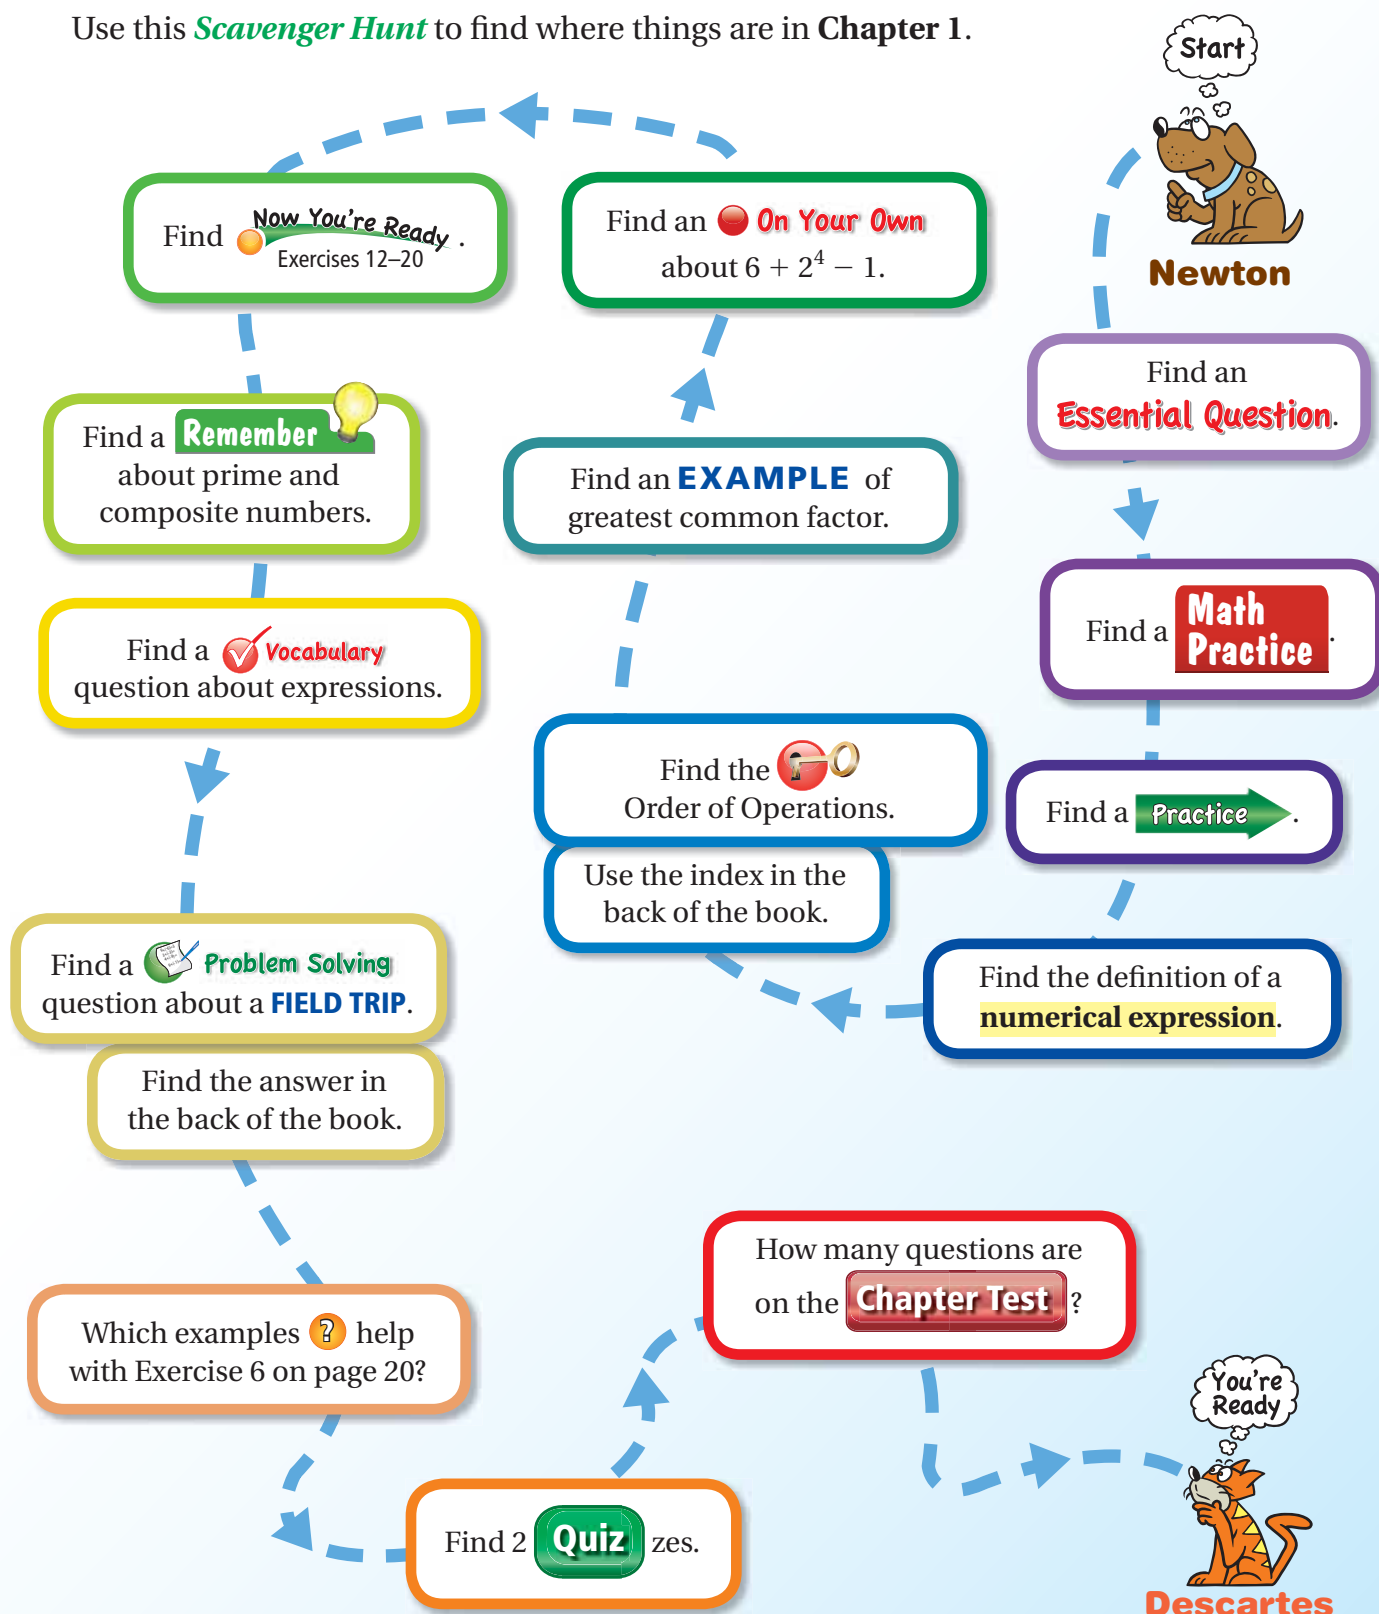 Use this Scavenger Hunt to find where things are in Chapter 1.
Start
Newton
Find an
Essential Question.
Find a Math Practice.
Find a Practice.
Find the definition of a
numerical expression.
Use the index in the
back of the book.
Find the
Order of Operations.
Find an EXAMPLE of
greatest common factor.
Find an On Your Own
about 6 + 2⁴ − 1.
Find Now You're Ready.
Exercises 12–20
Find a Remember
about prime and
composite numbers.
Find a Vocabulary
question about expressions.
Find a Problem Solving
question about a FIELD TRIP.
Find the answer in
the back of the book.
Which examples ? help
with Exercise 6 on page 20?
Find 2 Quiz zes.
How many questions are
on the Chapter Test ?
You're
Ready
Descartes